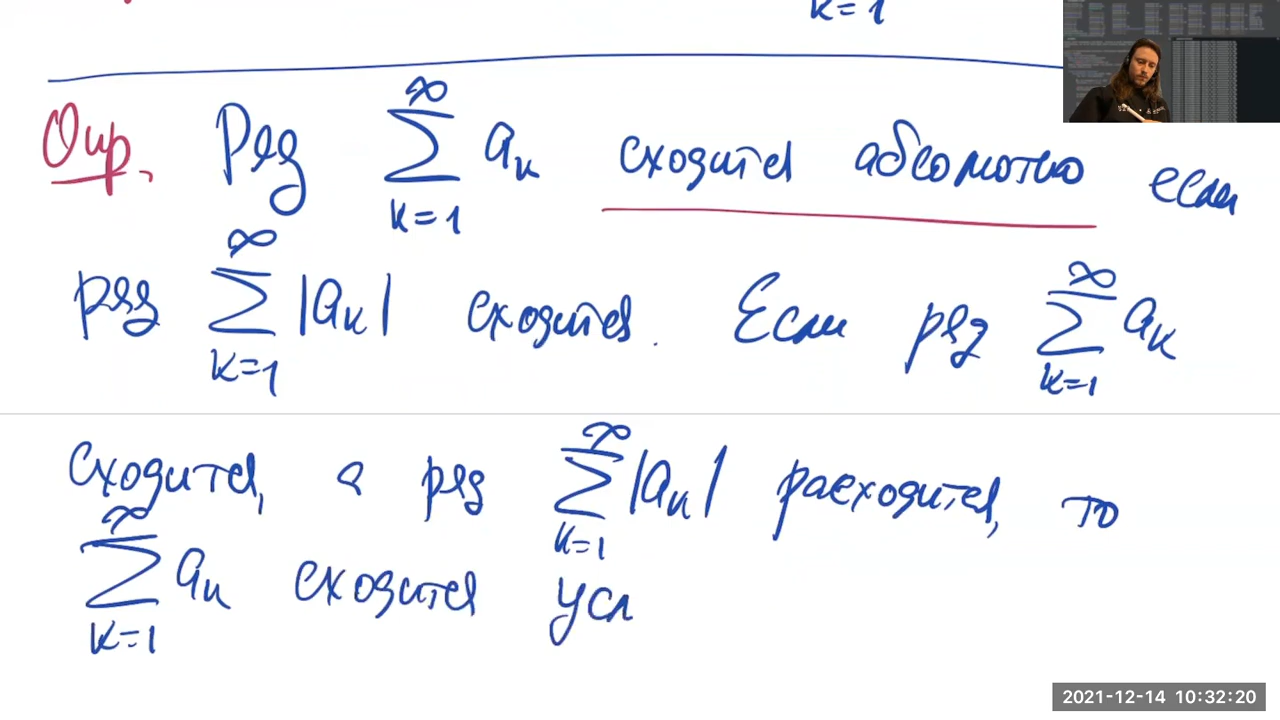 k=1
Опр. Ряд ∑_{k=1}^{∞} a_k сходится абсолютно если
ряд ∑_{k=1}^{∞} |a_k| сходится. Если ряд ∑_{k=1}^{∞} a_k
сходится, а ряд ∑_{k=1}^{∞} |a_k| расходится, то
∑_{k=1}^{∞} a_k сходится усл
2021-12-14 10:32:20